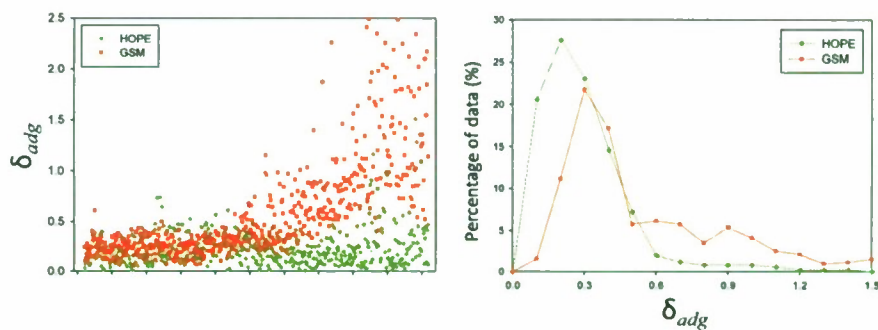 2.5
2.0
1.5
1.0
0.5
0.0
δadg
HOPE
GSM
30
25
20
15
10
5
0
Percentage of data (%)
HOPE
GSM
0.0 0.3 0.6 0.9 1.2 1.5
δadg